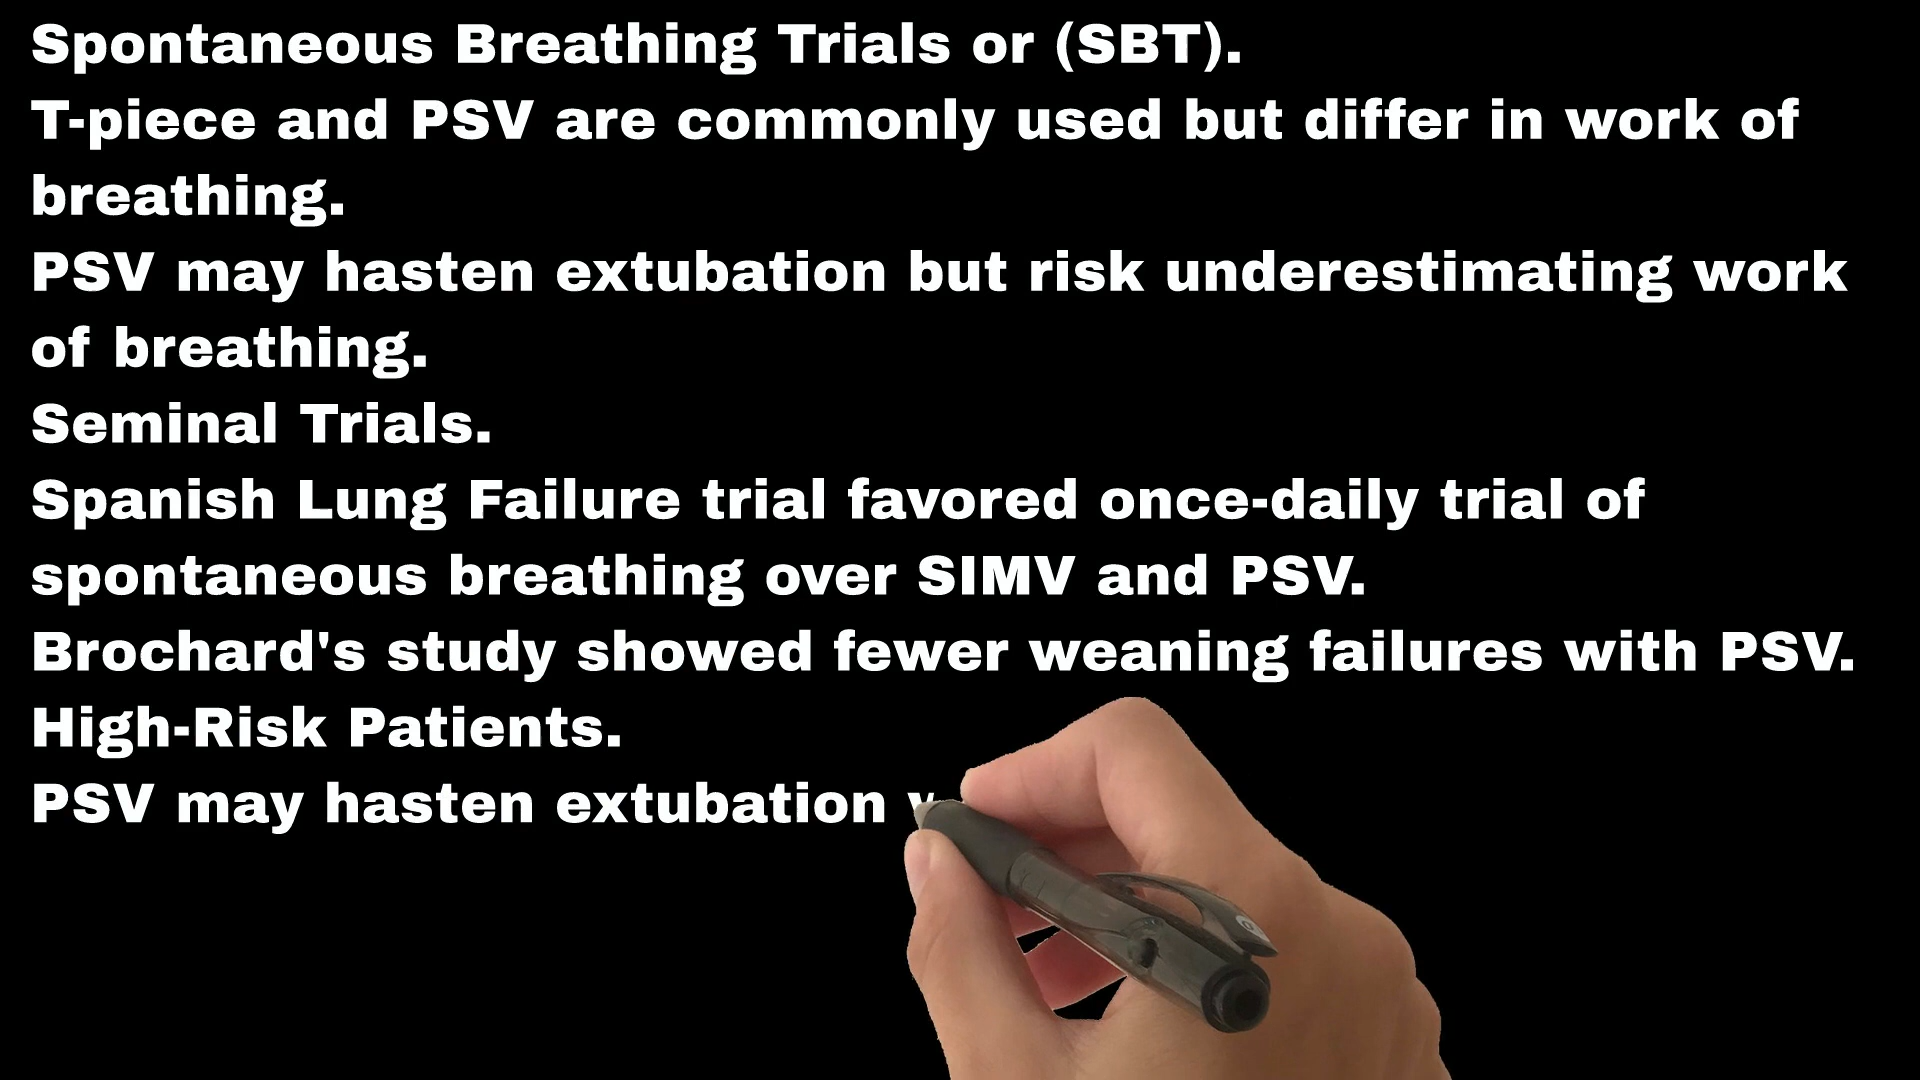 Spontaneous Breathing Trials or (SBT).
T-piece and PSV are commonly used but differ in work of
breathing.
PSV may hasten extubation but risk underestimating work
of breathing.
Seminal Trials.
Spanish Lung Failure trial favored once-daily trial of
spontaneous breathing over SIMV and PSV.
Brochard's study showed fewer weaning failures with PSV.
High-Risk Patients.
PSV may hasten extubation